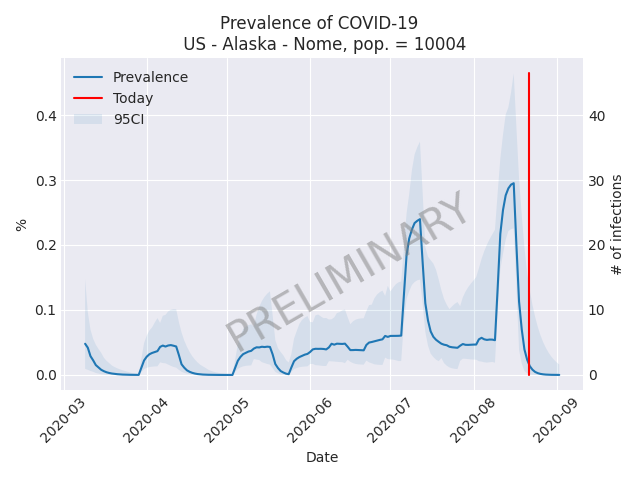 Prevalence of COVID-19
US - Alaska - Nome, pop. = 10004
Prevalence
Today
95CI
PRELIMINARY
%
0.4
0.3
0.2
0.1
0.0
# of infections
40
30
20
10
0
2020-03
2020-04
2020-05
2020-06
2020-07
2020-08
2020-09
Date